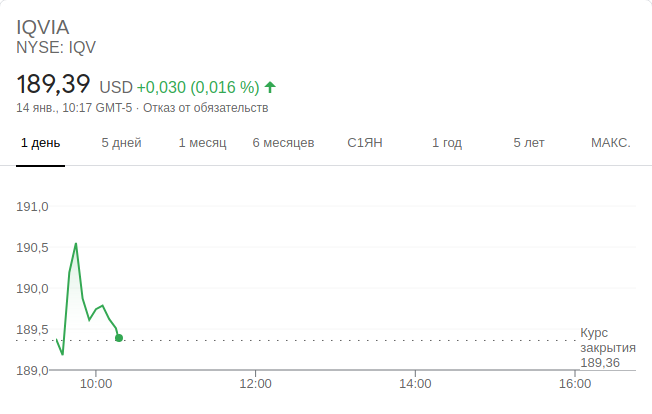 IQVIA
NYSE: IQV
189,39 USD +0,030 (0,016 %)
14 янв., 10:17 GMT-5 · Отказ от обязательств
1 день 5 дней 1 месяц 6 месяцев С1ЯН 1 год 5 лет МАКС.
191,0
190,5
190,0
189,5
Курс
закрытия
189,36
189,0
10:00 12:00 14:00 16:00